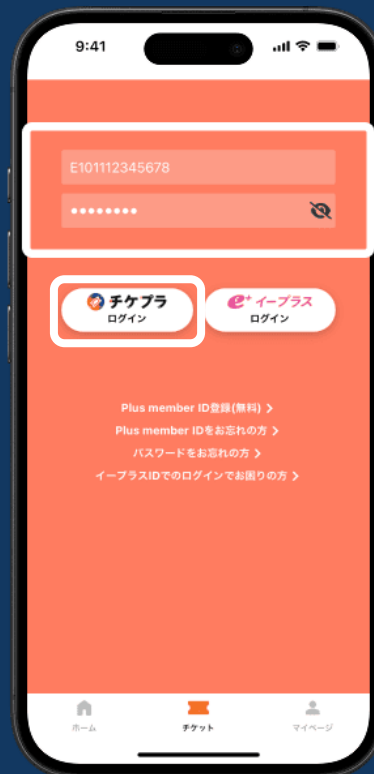 9:41
E101112345678
••••••••
チケプラ
ログイン
e+ イープラス
ログイン
Plus member ID登録(無料) >
Plus member IDをお忘れの方 >
パスワードをお忘れの方 >
イープラスIDでのログインでお困りの方 >
ホーム
チケット
マイページ